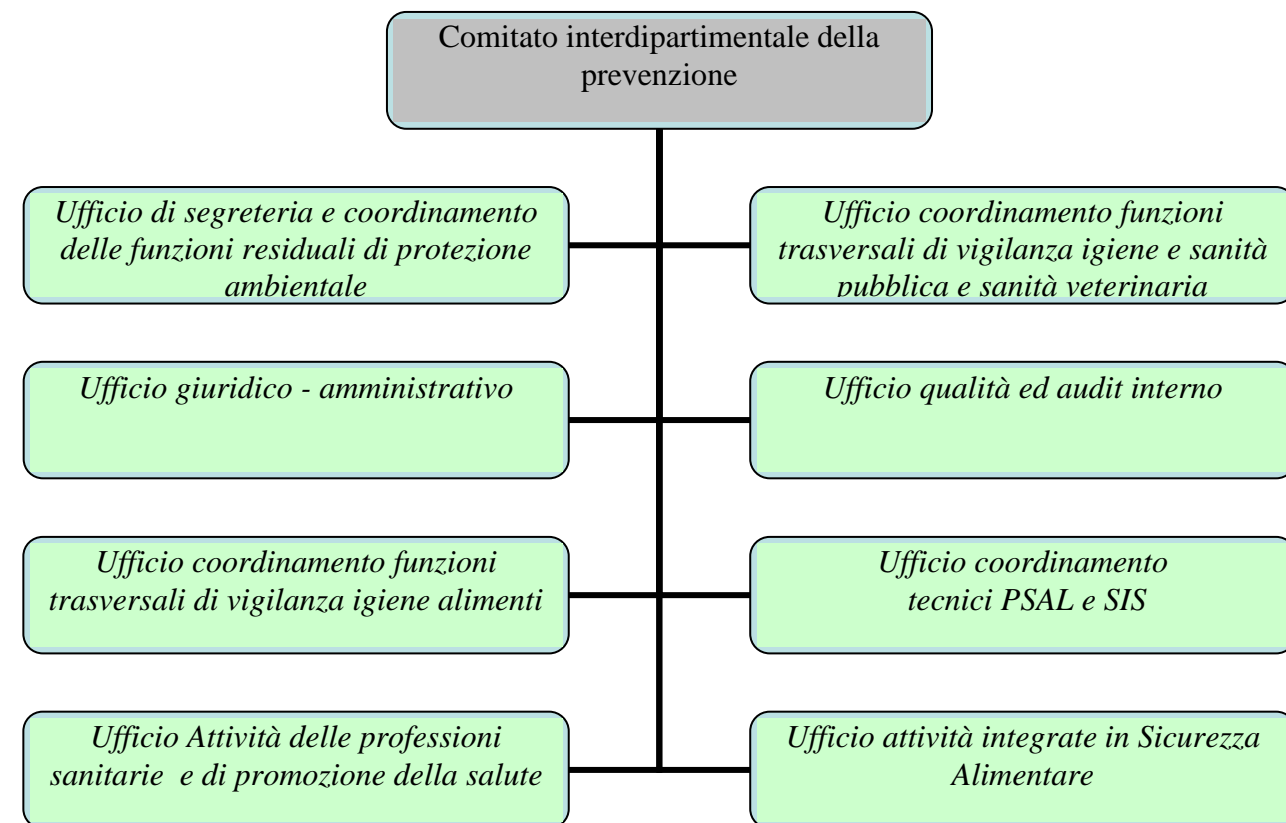 Comitato interdipartimentale della
prevenzione
Ufficio di segreteria e coordinamento
delle funzioni residuali di protezione
ambientale
Ufficio coordinamento funzioni
trasversali di vigilanza igiene e sanità
pubblica e sanità veterinaria
Ufficio giuridico - amministrativo
Ufficio qualità ed audit interno
Ufficio coordinamento funzioni
trasversali di vigilanza igiene alimenti
Ufficio coordinamento
tecnici PSAL e SIS
Ufficio Attività delle professioni
sanitarie e di promozione della salute
Ufficio attività integrate in Sicurezza
Alimentare